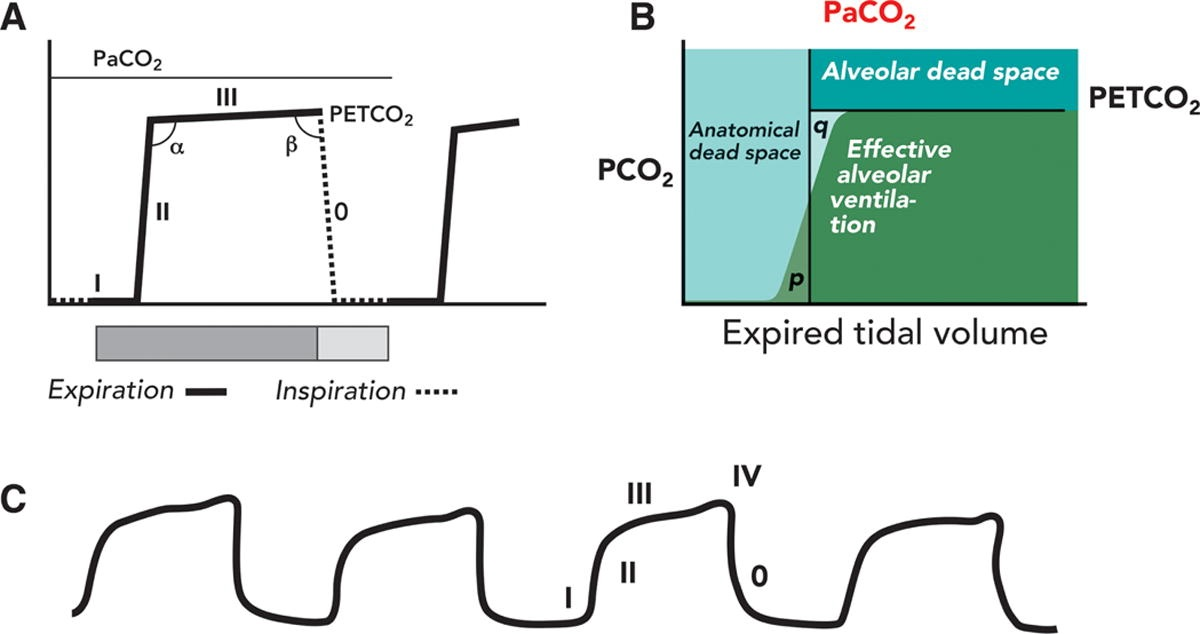 A
PaCO₂
III
PETCO₂
α
β
II
0
I
Expiration
Inspiration
B
PaCO₂
Alveolar dead space
PETCO₂
Anatomical
dead space
q
Effective
alveolar
ventila-
tion
PCO₂
p
Expired tidal volume
C
IV
III
II
0
I